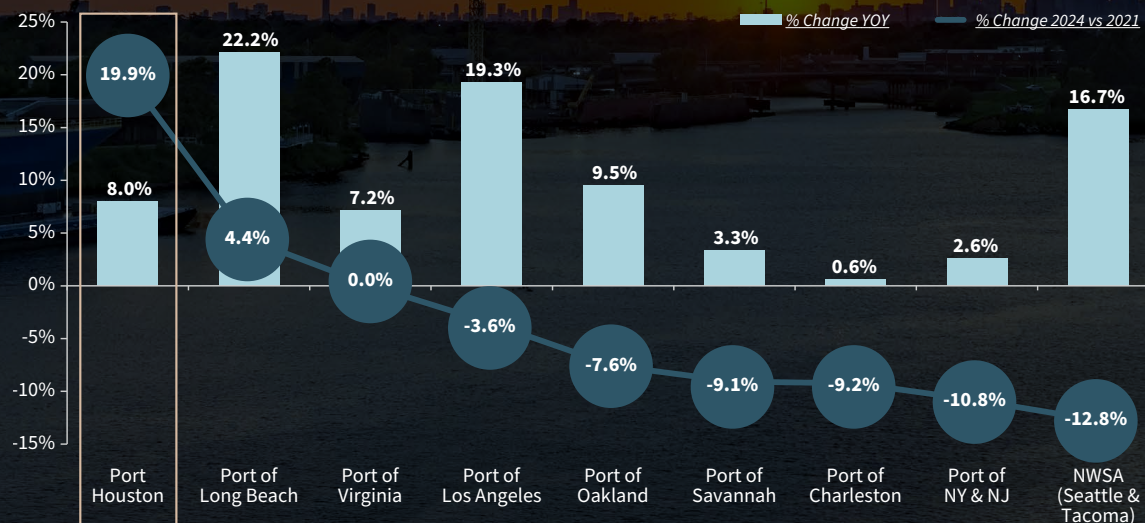 % Change YOY
% Change 2024 vs 2021
25%
20%
15%
10%
5%
0%
-5%
-10%
-15%
19.9%
8.0%
22.2%
4.4%
7.2%
0.0%
19.3%
-3.6%
9.5%
-7.6%
3.3%
-9.1%
0.6%
-9.2%
2.6%
-10.8%
16.7%
-12.8%
Port
Houston
Port of
Long Beach
Port of
Virginia
Port of
Los Angeles
Port of
Oakland
Port of
Savannah
Port of
Charleston
Port of
NY & NJ
NWSA
(Seattle &
Tacoma)